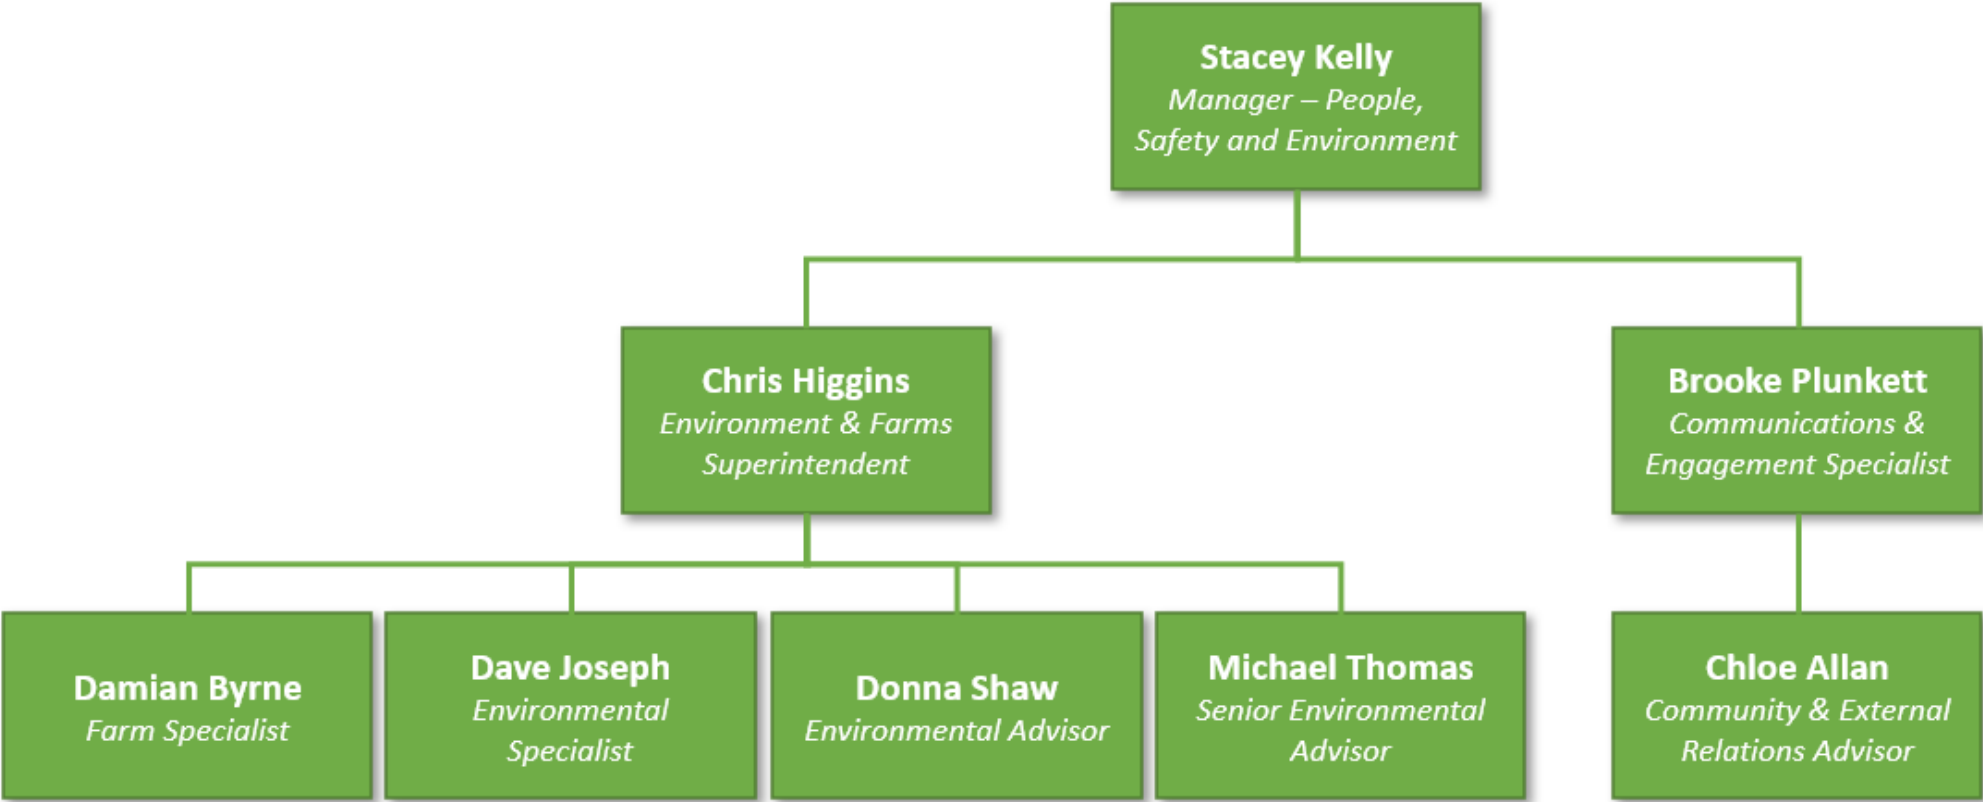 Stacey Kelly
Manager – People,
Safety and Environment
Chris Higgins
Environment & Farms
Superintendent
Brooke Plunkett
Communications &
Engagement Specialist
Damian Byrne
Farm Specialist
Dave Joseph
Environmental
Specialist
Donna Shaw
Environmental Advisor
Michael Thomas
Senior Environmental
Advisor
Chloe Allan
Community & External
Relations Advisor